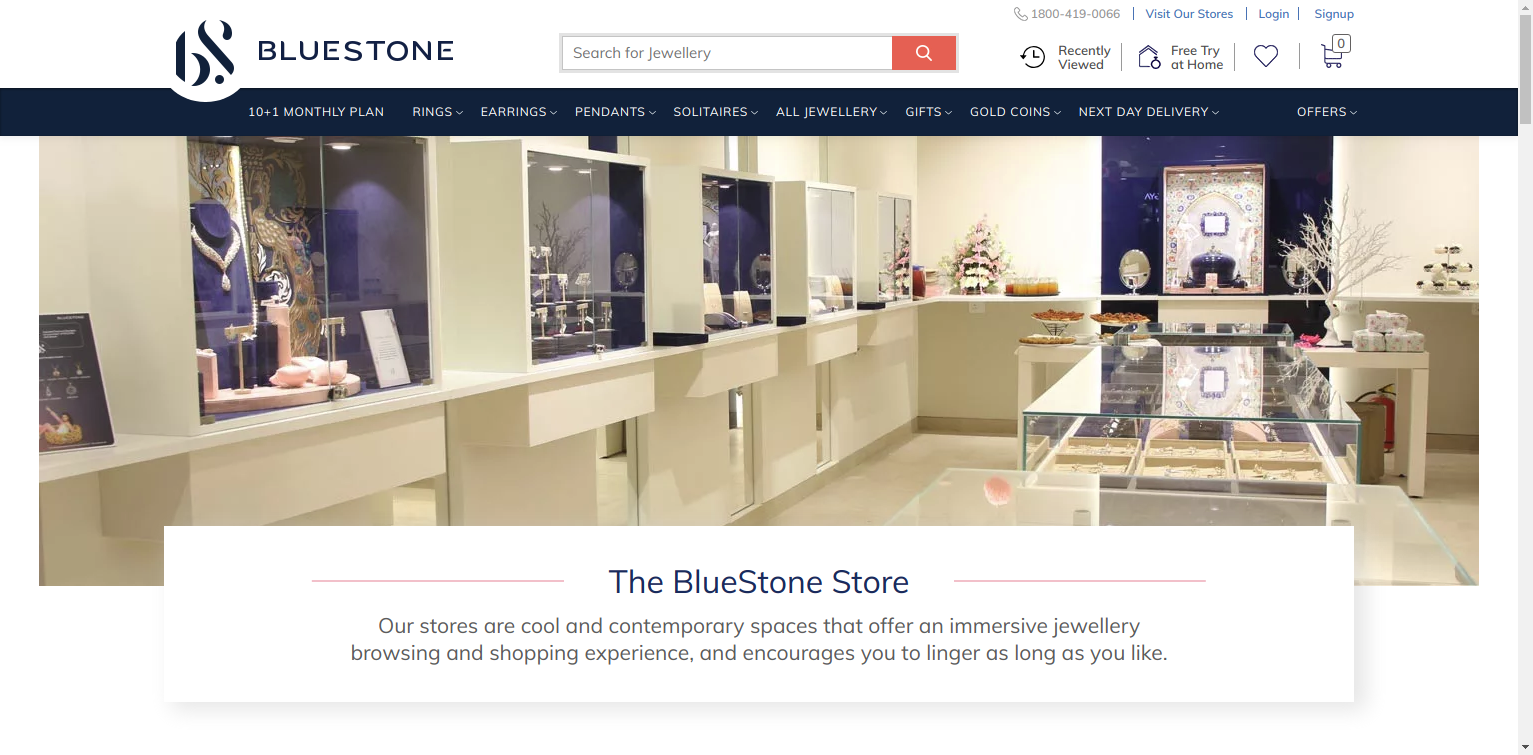 1800-419-0066
Visit Our Stores
Login
Signup
BLUESTONE
Search for Jewellery
Recently
Viewed
Free Try
at Home
0
10+1 MONTHLY PLAN
RINGS
EARRINGS
PENDANTS
SOLITAIRES
ALL JEWELLERY
GIFTS
GOLD COINS
NEXT DAY DELIVERY
OFFERS
BLUESTONE
The BlueStone Store
Our stores are cool and contemporary spaces that offer an immersive jewellery
browsing and shopping experience, and encourages you to linger as long as you like.